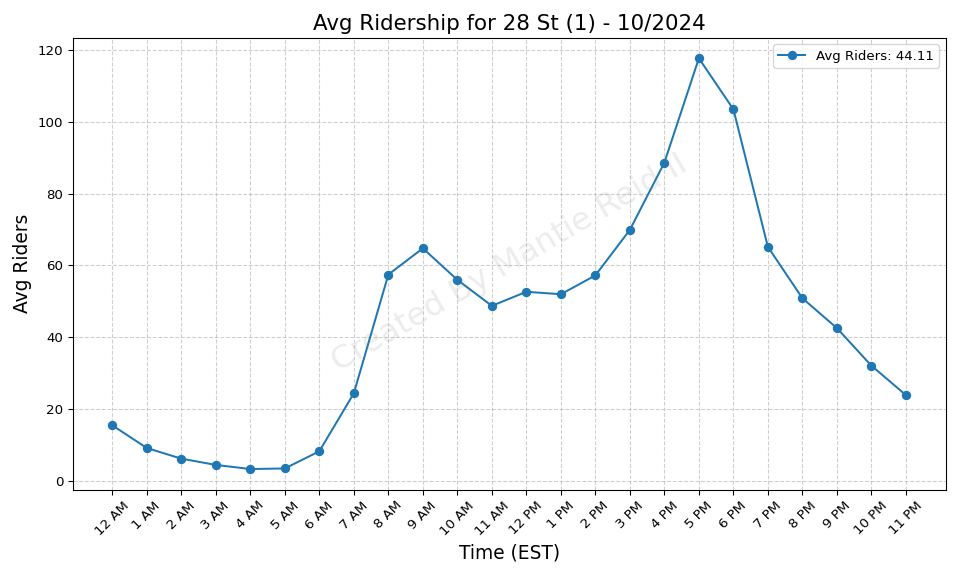 Avg Ridership for 28 St (1) - 10/2024
Avg Riders: 44.11
120
100
80
60
40
20
0
Avg Riders
Created By Mantie Reid II
12 AM
1 AM
2 AM
3 AM
4 AM
5 AM
6 AM
7 AM
8 AM
9 AM
10 AM
11 AM
12 PM
1 PM
2 PM
3 PM
4 PM
5 PM
6 PM
7 PM
8 PM
9 PM
10 PM
11 PM
Time (EST)